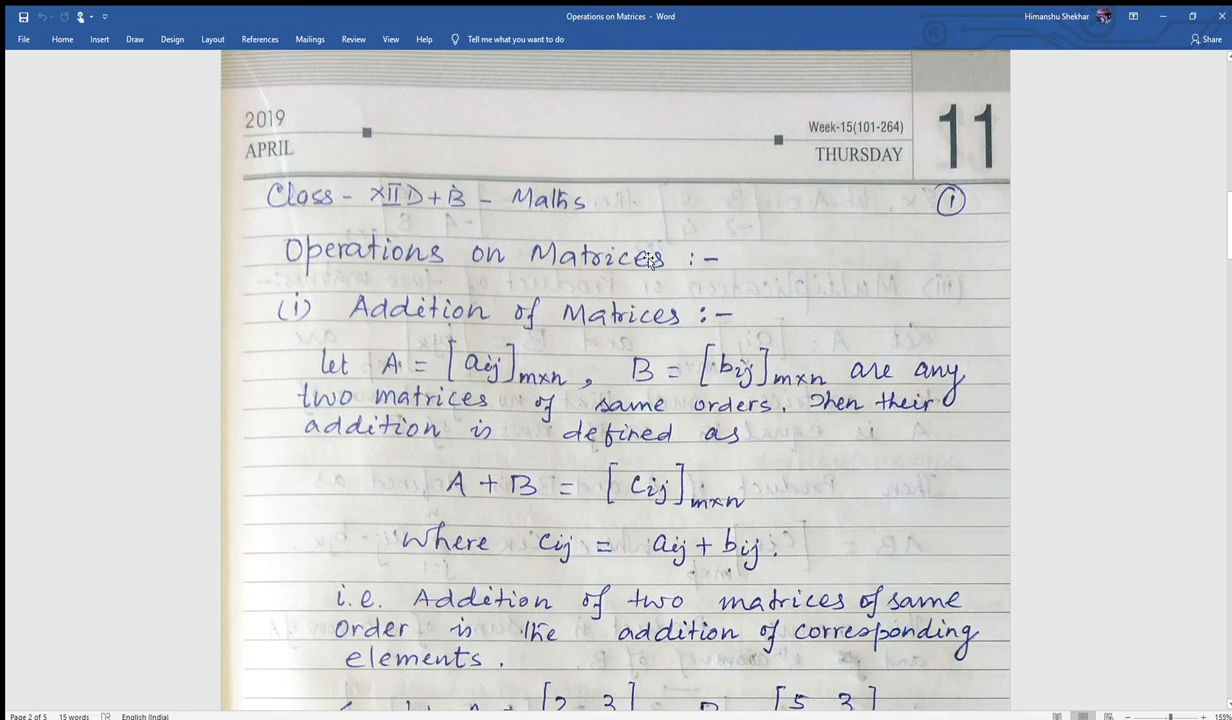 Operations on Matrices - Word
Himanshu Shekhar
File Home Insert Draw Design Layout References Mailings Review View Help Tell me what you want to do
Share
2019
APRIL
Week-15(101-264)
THURSDAY
11
Class - XII D + B - Maths
1
Operations on Matrices :-
(i) Addition of Matrices :-
let A = [aij]m×n, B = [bij]m×n are any
two matrices of same orders. Then their
addition is defined as
A + B = [cij]m×n
where cij = aij + bij.
i.e. Addition of two matrices of same
order is the addition of corresponding
elements.
Page 2 of 5 15 words English (India)
155%